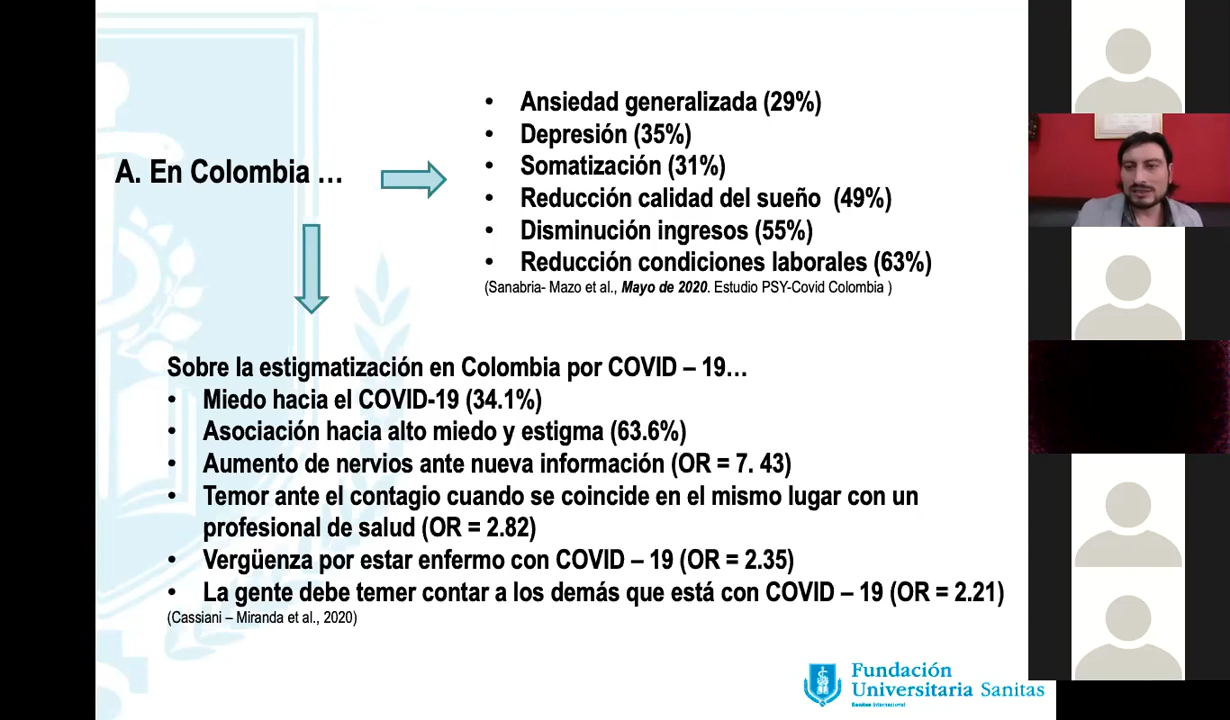 A. En Colombia …
• Ansiedad generalizada (29%)
• Depresión (35%)
• Somatización (31%)
• Reducción calidad del sueño (49%)
• Disminución ingresos (55%)
• Reducción condiciones laborales (63%)
(Sanabria- Mazo et al., Mayo de 2020. Estudio PSY-Covid Colombia )
Sobre la estigmatización en Colombia por COVID – 19…
• Miedo hacia el COVID-19 (34.1%)
• Asociación hacia alto miedo y estigma (63.6%)
• Aumento de nervios ante nueva información (OR = 7. 43)
• Temor ante el contagio cuando se coincide en el mismo lugar con un
profesional de salud (OR = 2.82)
• Vergüenza por estar enfermo con COVID – 19 (OR = 2.35)
• La gente debe temer contar a los demás que está con COVID – 19 (OR = 2.21)
(Cassiani – Miranda et al., 2020)
Fundación
Universitaria Sanitas
Sanitas Internacional